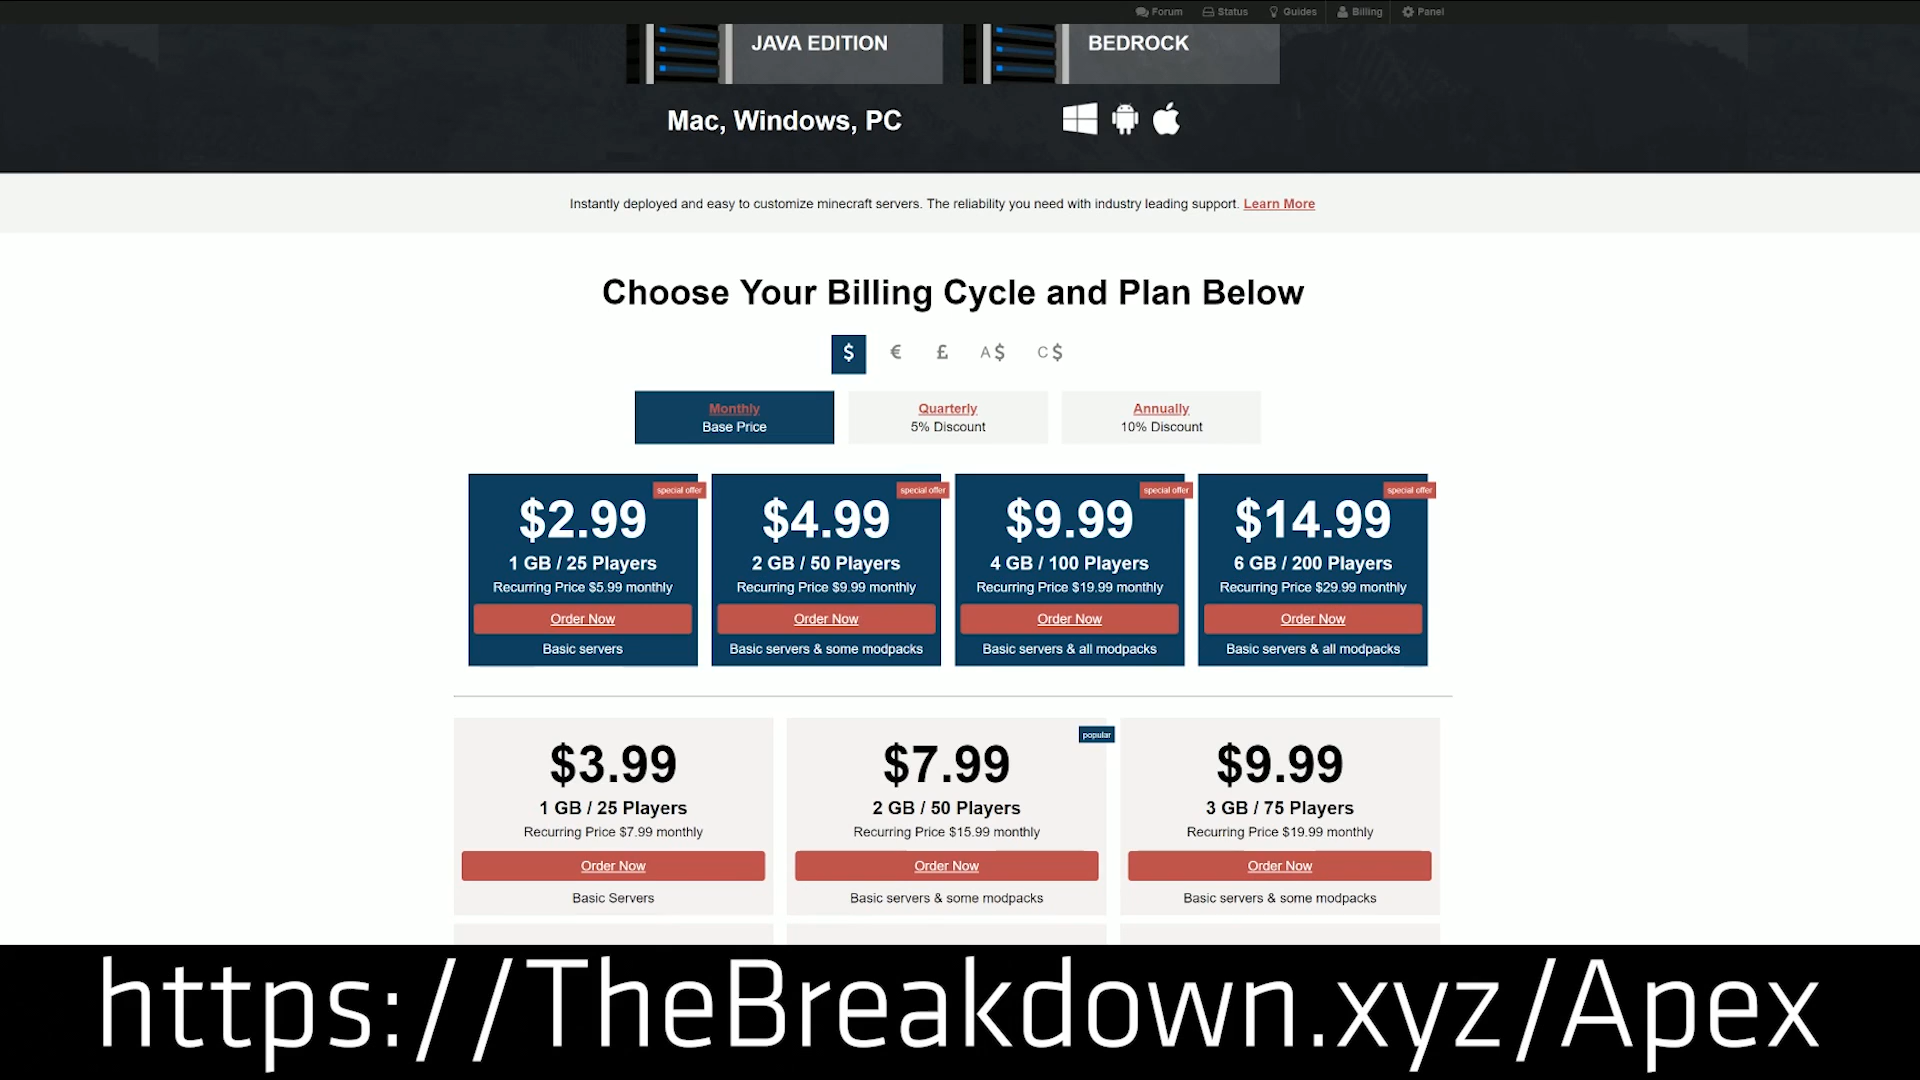 Forum Status Guides Billing Panel
JAVA EDITION BEDROCK
Mac, Windows, PC
Instantly deployed and easy to customize minecraft servers. The reliability you need with industry leading support. Learn More
Choose Your Billing Cycle and Plan Below
$ € £ A$ C$
Monthly Quarterly Annually
Base Price 5% Discount 10% Discount
special offer special offer special offer special offer
$2.99 $4.99 $9.99 $14.99
1 GB / 25 Players 2 GB / 50 Players 4 GB / 100 Players 6 GB / 200 Players
Recurring Price $5.99 monthly Recurring Price $9.99 monthly Recurring Price $19.99 monthly Recurring Price $29.99 monthly
Order Now Order Now Order Now Order Now
Basic servers Basic servers & some modpacks Basic servers & all modpacks Basic servers & all modpacks
popular
$3.99 $7.99 $9.99
1 GB / 25 Players 2 GB / 50 Players 3 GB / 75 Players
Recurring Price $7.99 monthly Recurring Price $15.99 monthly Recurring Price $19.99 monthly
Order Now Order Now Order Now
Basic Servers Basic servers & some modpacks Basic servers & some modpacks
https://TheBreakdown.xyz/Apex